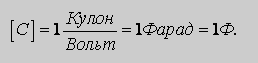 [C] = 1 Кулон/Вольт = 1Фарад = 1Ф.